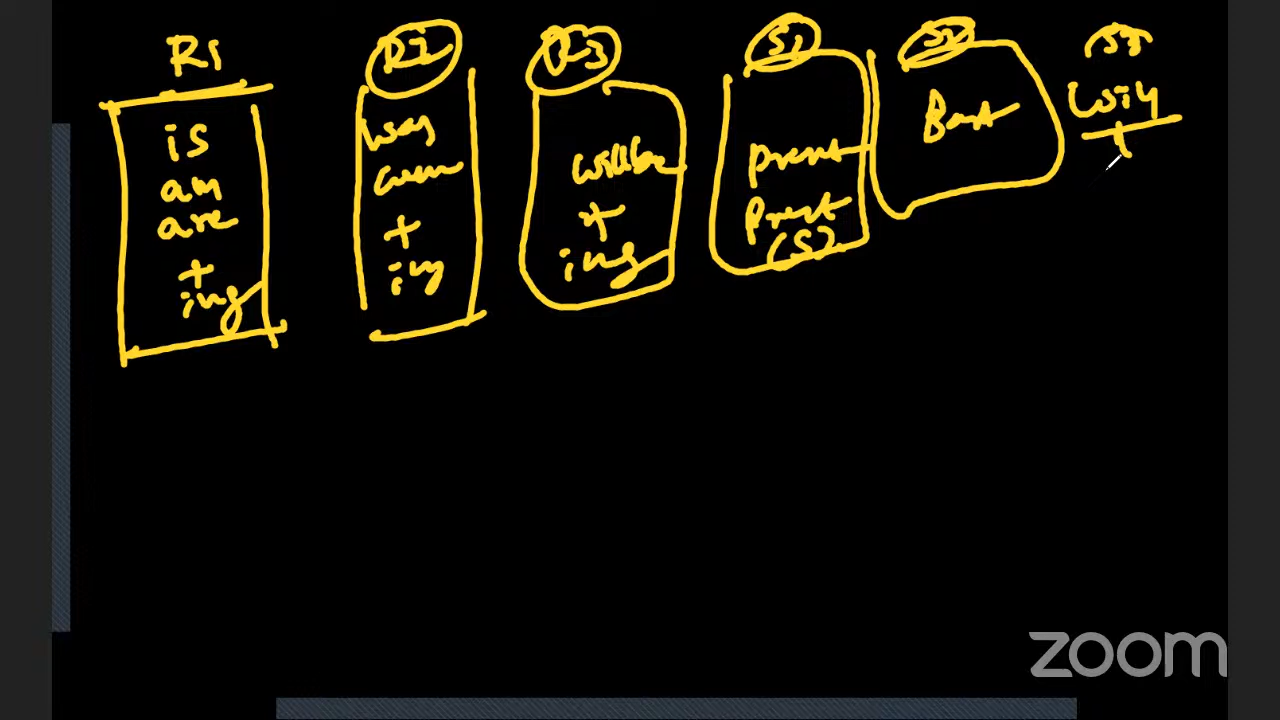 R1
is
am
are
+
ing
R2
was
+
ing
R3
will be
+
ing
S1
Present
Present
(S)
S2
Past
S3
will
+
zoom